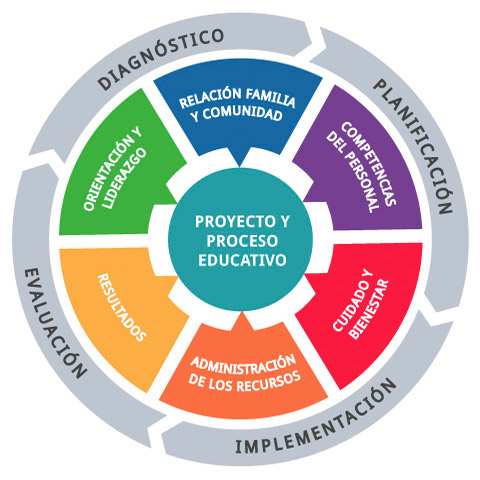 DIAGNÓSTICO
PLANIFICACIÓN
IMPLEMENTACIÓN
EVALUACIÓN
RELACIÓN FAMILIA
Y COMUNIDAD
COMPETENCIAS
DEL PERSONAL
CUIDADO Y
BIENESTAR
ADMINISTRACIÓN
DE LOS RECURSOS
RESULTADOS
ORIENTACIÓN Y
LIDERAZGO
PROYECTO Y
PROCESO
EDUCATIVO